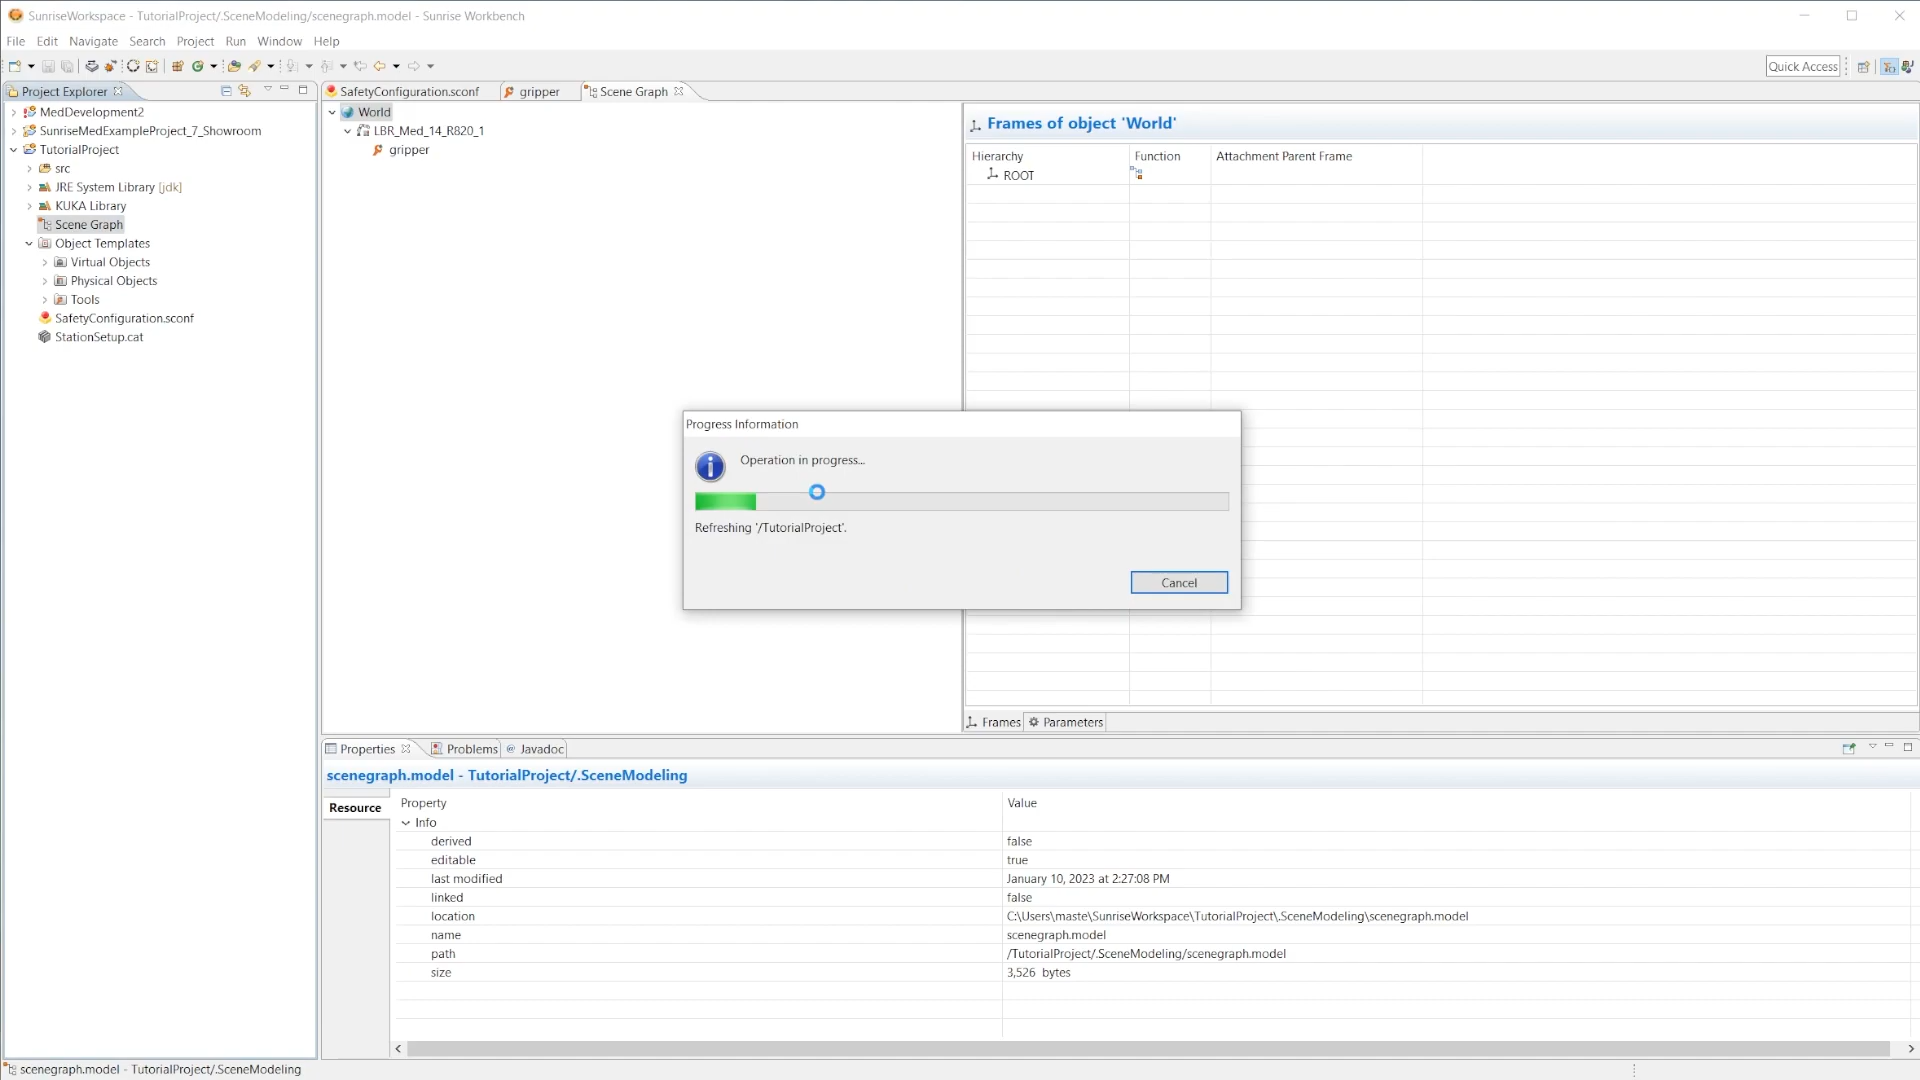 SunriseWorkspace - TutorialProject/.SceneModeling/scenegraph.model - Sunrise Workbench
File Edit Navigate Search Project Run Window Help
Quick Access
Project Explorer
MedDevelopment2
SunriseMedExampleProject_7_Showroom
TutorialProject
src
JRE System Library [jdk]
KUKA Library
Scene Graph
Object Templates
Virtual Objects
Physical Objects
Tools
SafetyConfiguration.sconf
StationSetup.cat
SafetyConfiguration.sconf gripper Scene Graph
World
LBR_Med_14_R820_1
gripper
Frames of object 'World'
Hierarchy Function Attachment Parent Frame
ROOT
Progress Information
Operation in progress...
Refreshing '/TutorialProject'.
Cancel
Frames Parameters
Properties Problems Javadoc
scenegraph.model - TutorialProject/.SceneModeling
Resource
Property Value
Info
derived false
editable true
last modified January 10, 2023 at 2:27:08 PM
linked false
location C:\Users\maste\SunriseWorkspace\TutorialProject\.SceneModeling\scenegraph.model
name scenegraph.model
path /TutorialProject/.SceneModeling/scenegraph.model
size 3,526 bytes
scenegraph.model - TutorialProject/.SceneModeling